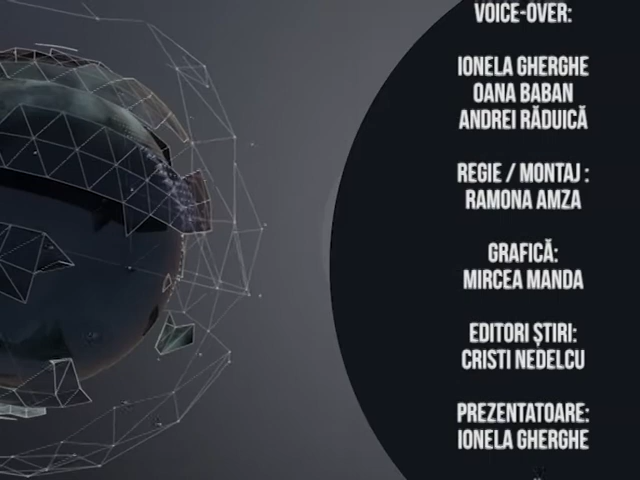 VOICE-OVER:
IONELA GHERGHE
OANA BABAN
ANDREI RĂDUICĂ
REGIE / MONTAJ :
RAMONA AMZA
GRAFICĂ:
MIRCEA MANDA
EDITORI ȘTIRI:
CRISTI NEDELCU
PREZENTATOARE:
IONELA GHERGHE